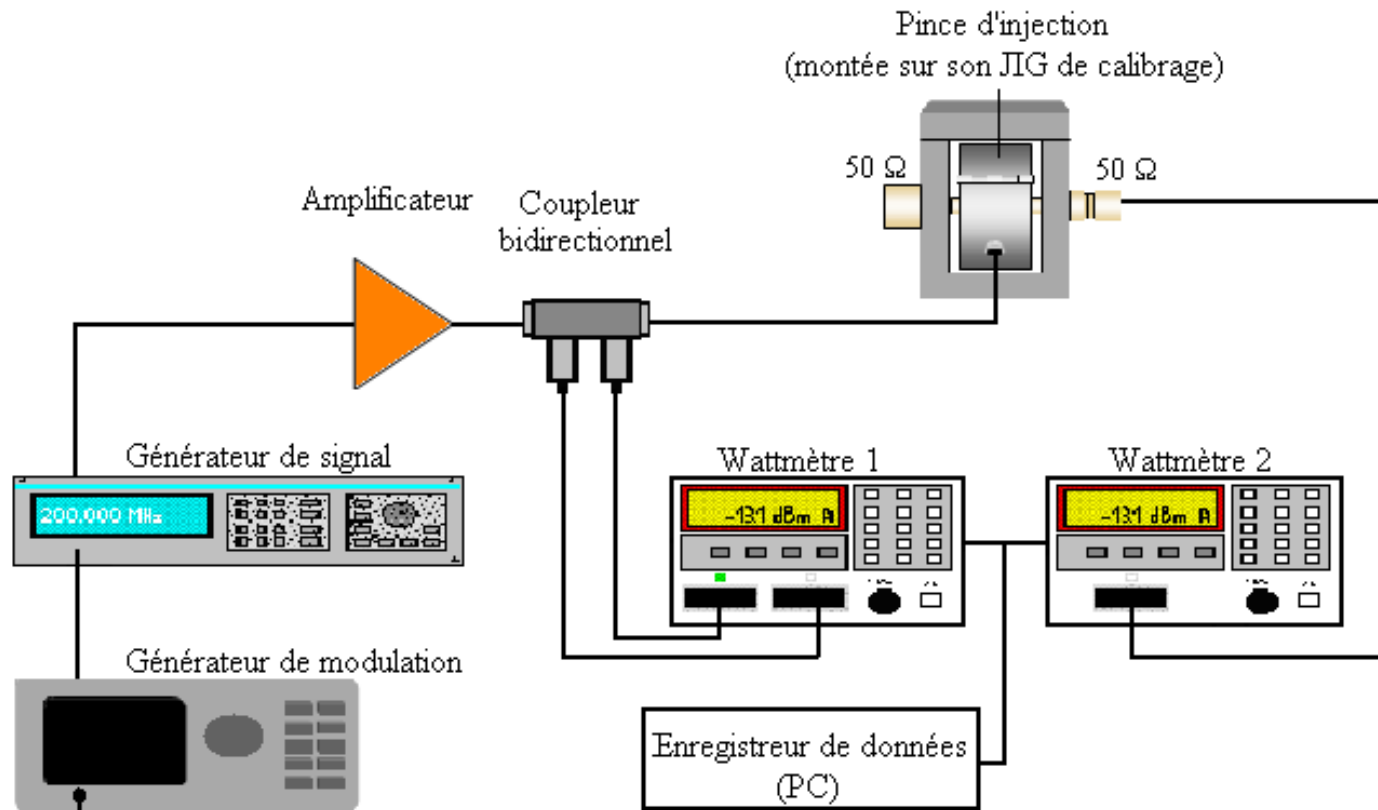 Pince d'injection
(montée sur son JIG de calibrage)
50 Ω
50 Ω
Amplificateur
Coupleur
bidirectionnel
Générateur de signal
200.000 MHz
Wattmètre 1
-13.1 dBm
Wattmètre 2
-13.1 dBm
Générateur de modulation
Enregistreur de données
(PC)